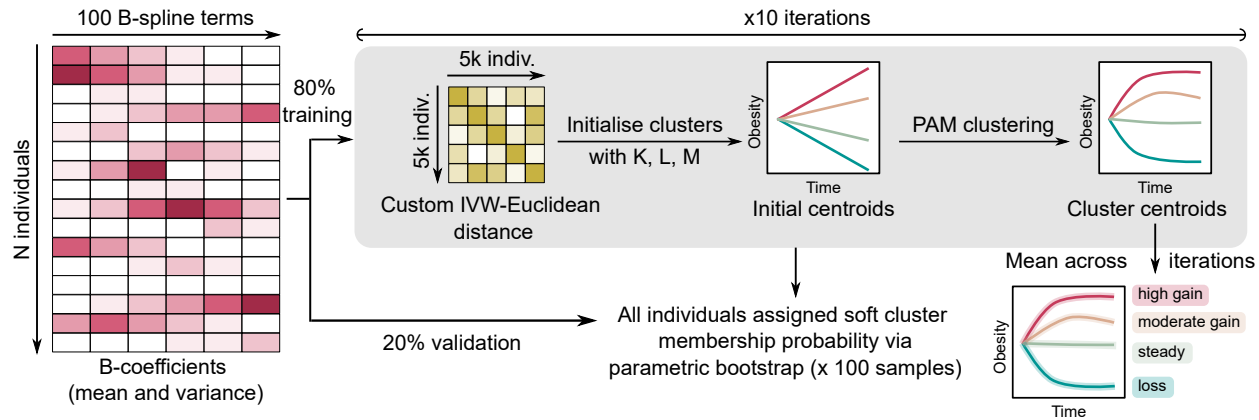 100 B-spline terms
x10 iterations
N individuals
B-coefficients
(mean and variance)
80%
training
5k indiv.
5k indiv.
Custom IVW-Euclidean
distance
Initialise clusters
with K, L, M
Obesity
Time
Initial centroids
PAM clustering
Obesity
Time
Cluster centroids
20% validation
All individuals assigned soft cluster
membership probability via
parametric bootstrap (x 100 samples)
Mean across iterations
Obesity
Time
high gain
moderate gain
steady
loss